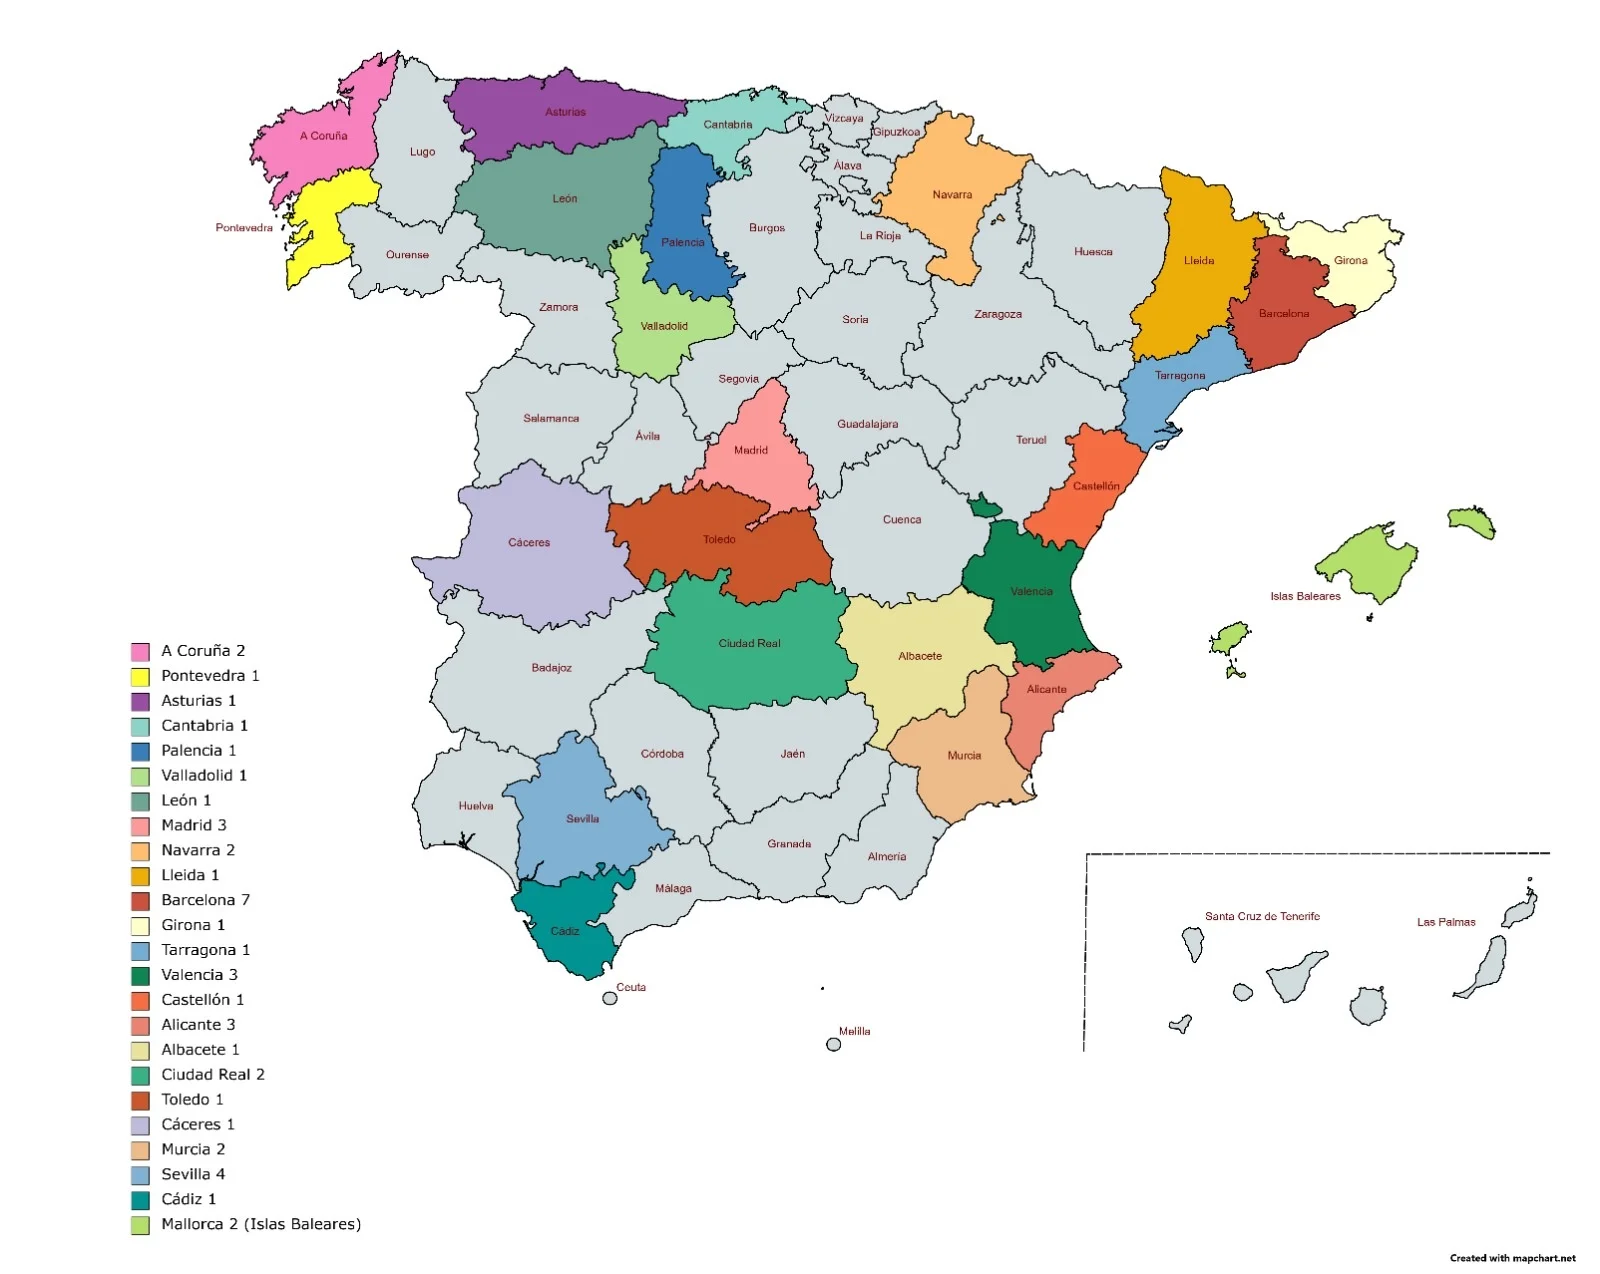 A Coruña
Lugo
Asturias
Cantabria
Vizcaya
Gipuzkoa
Álava
Navarra
León
Palencia
Burgos
La Rioja
Huesca
Lleida
Girona
Barcelona
Pontevedra
Ourense
Zamora
Valladolid
Soria
Zaragoza
Tarragona
Segovia
Salamanca
Ávila
Madrid
Guadalajara
Teruel
Castellón
Cáceres
Toledo
Cuenca
Valencia
Islas Baleares
Badajoz
Ciudad Real
Albacete
Alicante
Huelva
Sevilla
Córdoba
Jaén
Murcia
Granada
Almería
Málaga
Cádiz
Ceuta
Melilla
Santa Cruz de Tenerife
Las Palmas
A Coruña 2
Pontevedra 1
Asturias 1
Cantabria 1
Palencia 1
Valladolid 1
León 1
Madrid 3
Navarra 2
Lleida 1
Barcelona 7
Girona 1
Tarragona 1
Valencia 3
Castellón 1
Alicante 3
Albacete 1
Ciudad Real 2
Toledo 1
Cáceres 1
Murcia 2
Sevilla 4
Cádiz 1
Mallorca 2 (Islas Baleares)
Created with mapchart.net